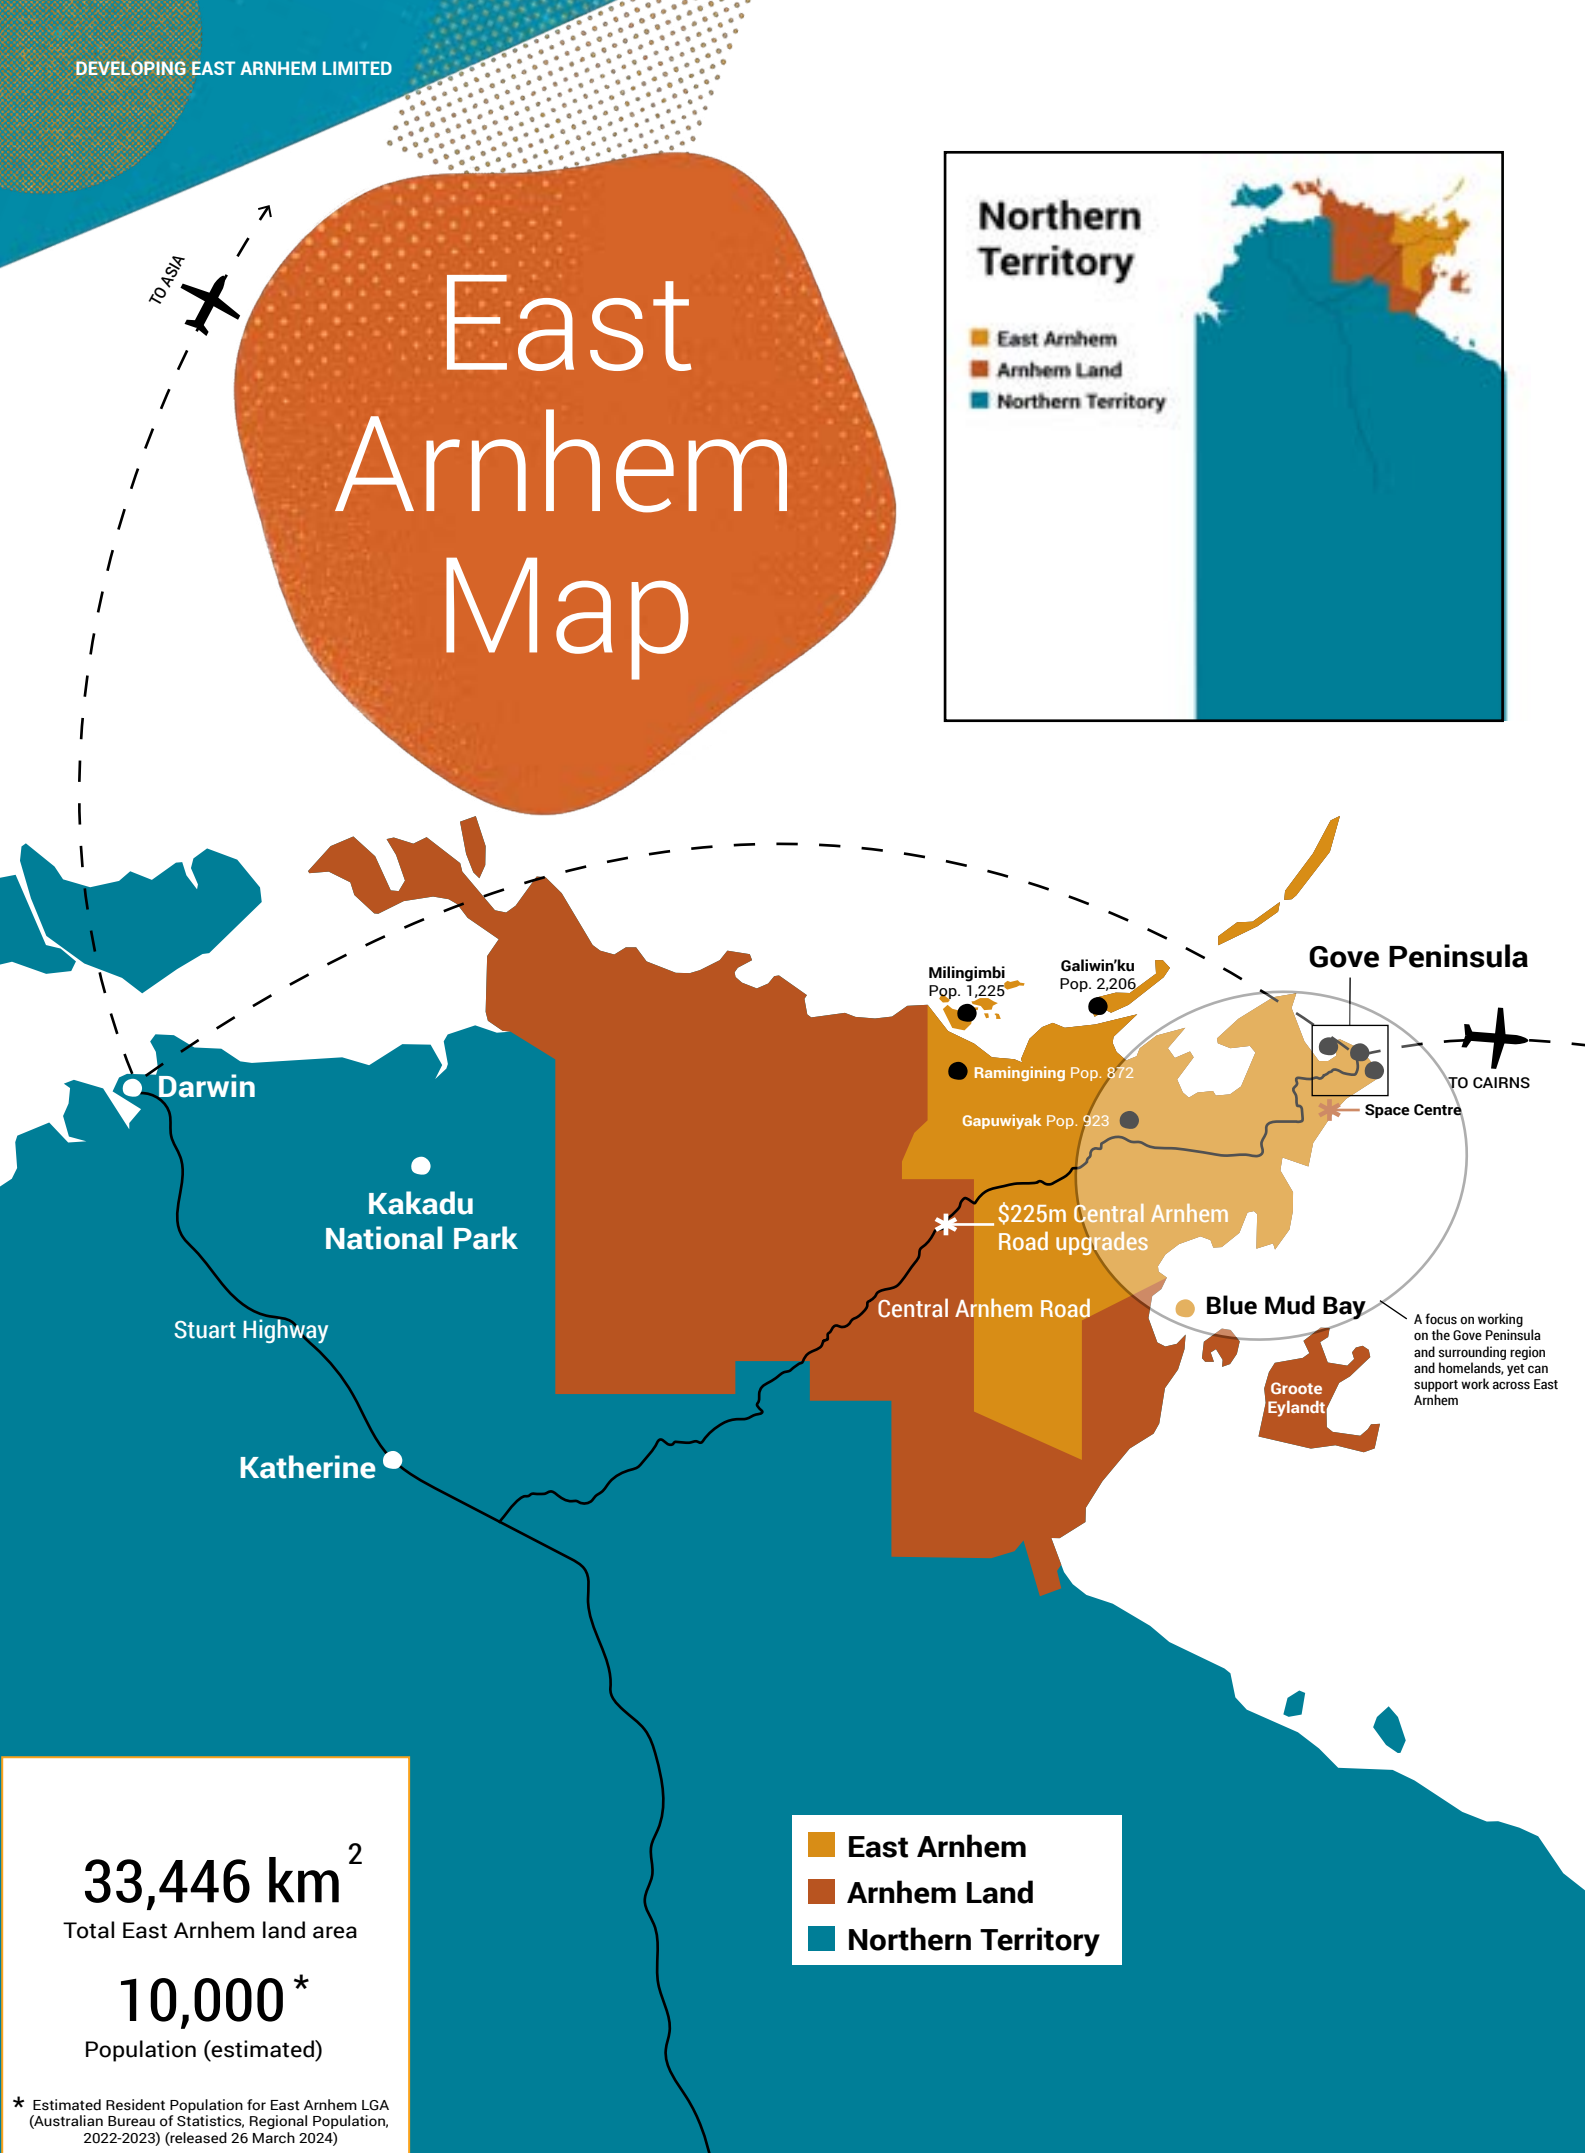 DEVELOPING EAST ARNHEM LIMITED
TO ASIA
East
Arnhem
Map
Northern
Territory
East Arnhem
Arnhem Land
Northern Territory
Milingimbi
Pop. 1,225
Galiwin'ku
Pop. 2,206
Gove Peninsula
Ramingining Pop. 872
TO CAIRNS
Darwin
Space Centre
Gapuwiyak Pop. 923
Kakadu
National Park
$225m Central Arnhem
Road upgrades
Central Arnhem Road
Blue Mud Bay
Stuart Highway
A focus on working
on the Gove Peninsula
and surrounding region
and homelands, yet can
support work across East
Arnhem
Groote
Eylandt
Katherine
33,446 km2
Total East Arnhem land area
10,000*
Population (estimated)
* Estimated Resident Population for East Arnhem LGA
(Australian Bureau of Statistics, Regional Population,
2022-2023) (released 26 March 2024)
East Arnhem
Arnhem Land
Northern Territory